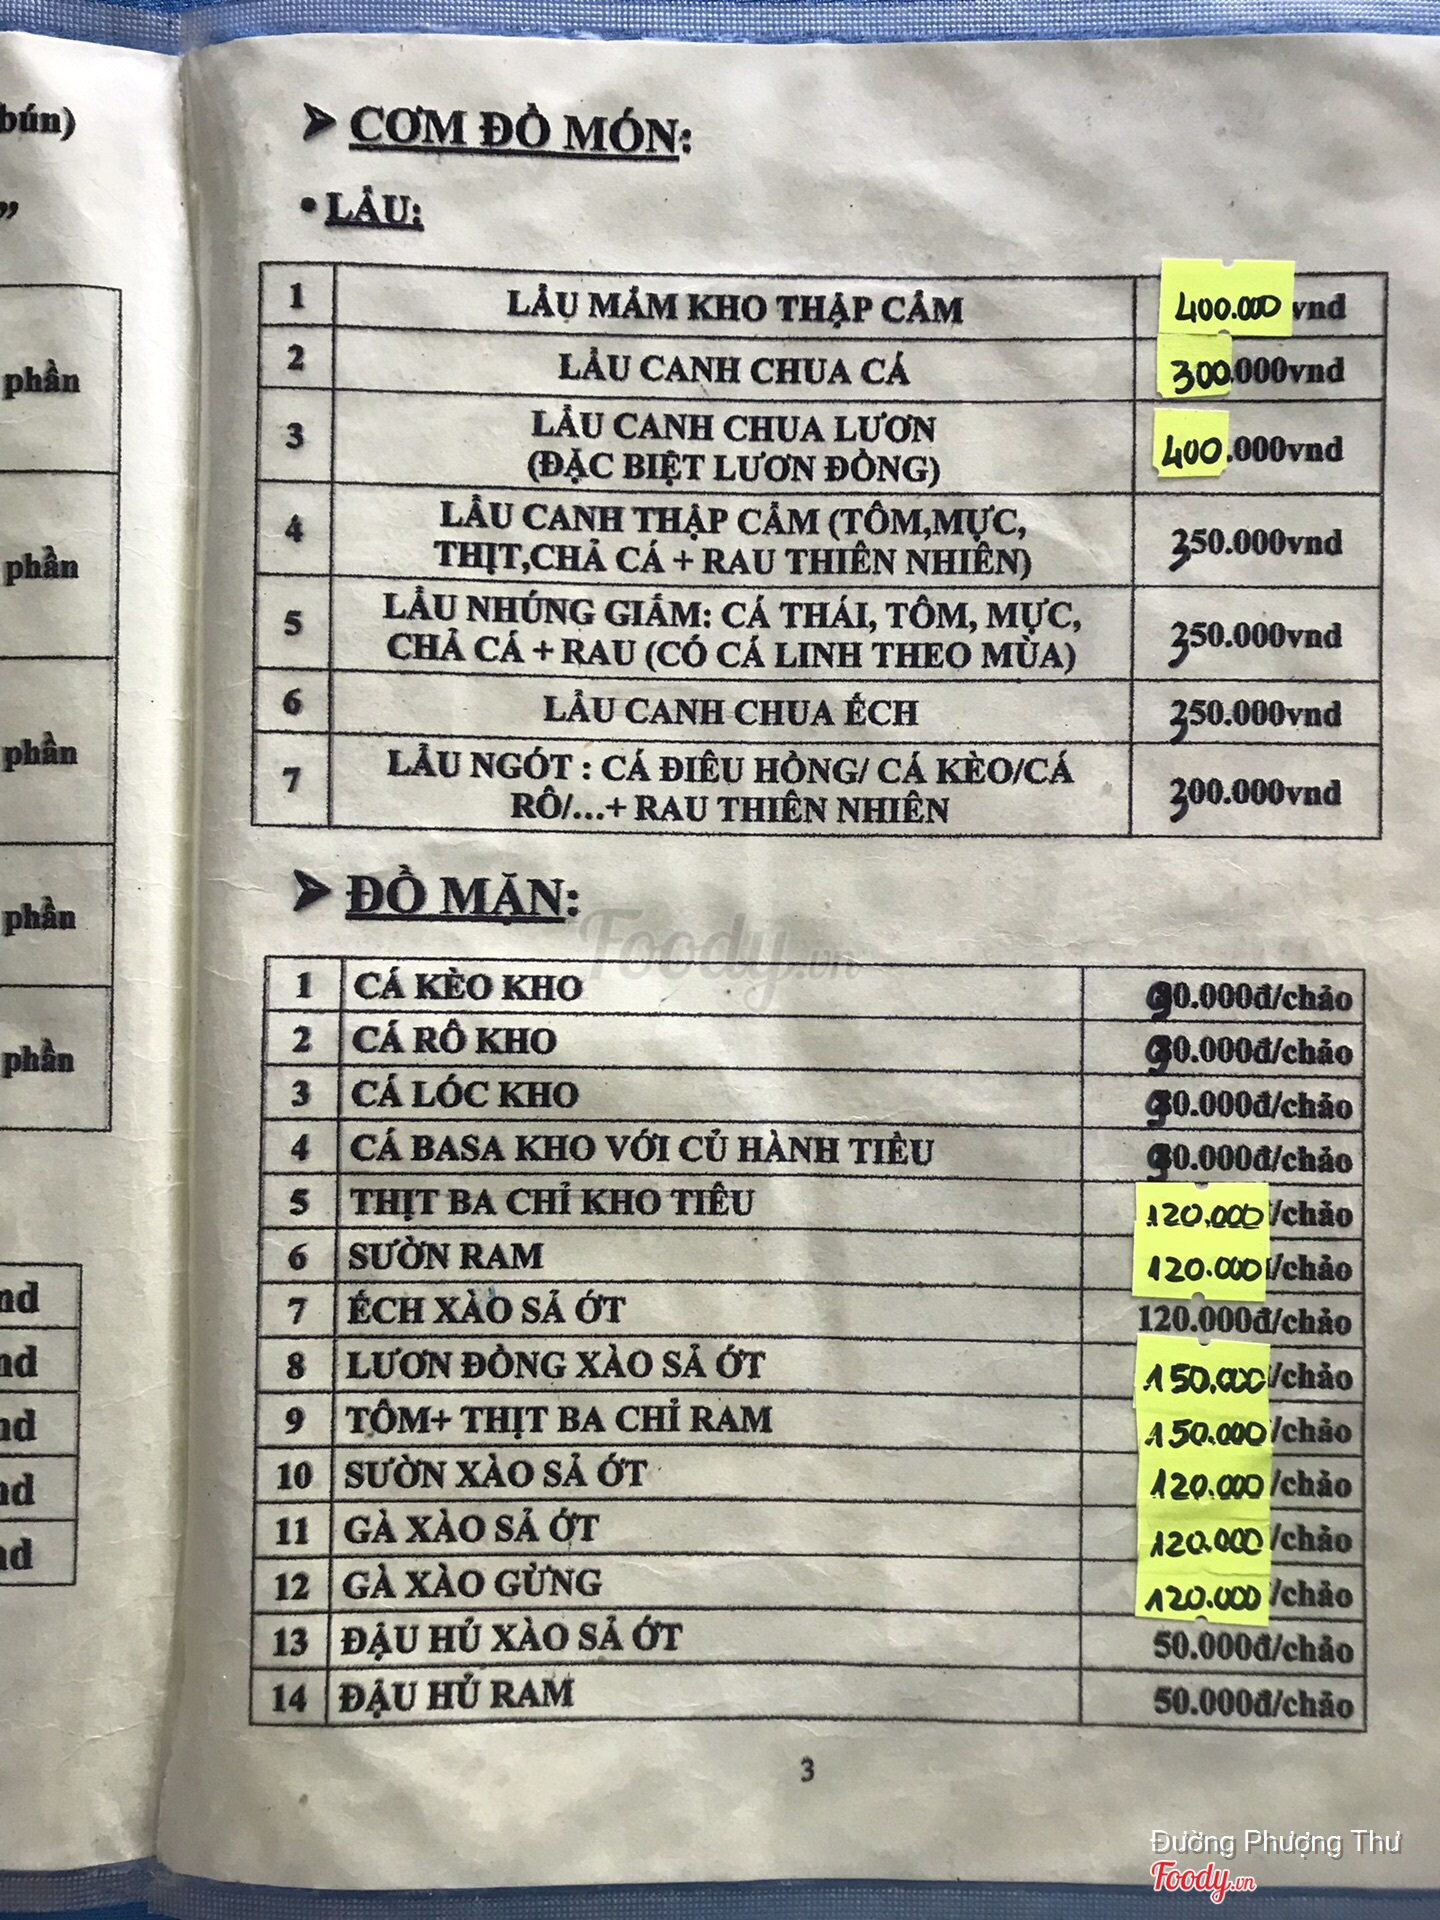 bún)
”
phần
phần
phần
phần
phần
nd
nd
nd
nd
nd
➤ CƠM ĐỒ MÓN:
• LẨU:
1 LẨU MẮM KHO THẬP CẨM 400.000 vnd
2 LẨU CANH CHUA CÁ 300.000vnd
3 LẨU CANH CHUA LƯƠN
(ĐẶC BIỆT LƯƠN ĐỒNG) 400.000vnd
4 LẨU CANH THẬP CẨM (TÔM,MỰC,
THỊT,CHẢ CÁ + RAU THIÊN NHIÊN) 350.000vnd
5 LẨU NHÚNG GIẤM: CÁ THÁI, TÔM, MỰC,
CHẢ CÁ + RAU (CÓ CÁ LINH THEO MÙA) 350.000vnd
6 LẨU CANH CHUA ẾCH 350.000vnd
7 LẨU NGÓT : CÁ ĐIÊU HỒNG/ CÁ KÈO/CÁ
RÔ/...+ RAU THIÊN NHIÊN 300.000vnd
➤ ĐỒ MẶN:
1 CÁ KÈO KHO 90.000đ/chảo
2 CÁ RÔ KHO 90.000đ/chảo
3 CÁ LÓC KHO 90.000đ/chảo
4 CÁ BASA KHO VỚI CỦ HÀNH TIỀU 90.000đ/chảo
5 THỊT BA CHỈ KHO TIÊU 120.000/chảo
6 SƯỜN RAM 120.000/chảo
7 ẾCH XÀO SẢ ỚT 120.000đ/chảo
8 LƯƠN ĐỒNG XÀO SẢ ỚT 150.000/chảo
9 TÔM+ THỊT BA CHỈ RAM 150.000/chảo
10 SƯỜN XÀO SẢ ỚT 120.000/chảo
11 GÀ XÀO SẢ ỚT 120.000/chảo
12 GÀ XÀO GỪNG 120.000/chảo
13 ĐẬU HỦ XÀO SẢ ỚT 50.000đ/chảo
14 ĐẬU HỦ RAM 50.000đ/chảo
3
Foody.vn
Đường Phượng Thư
Foody.vn